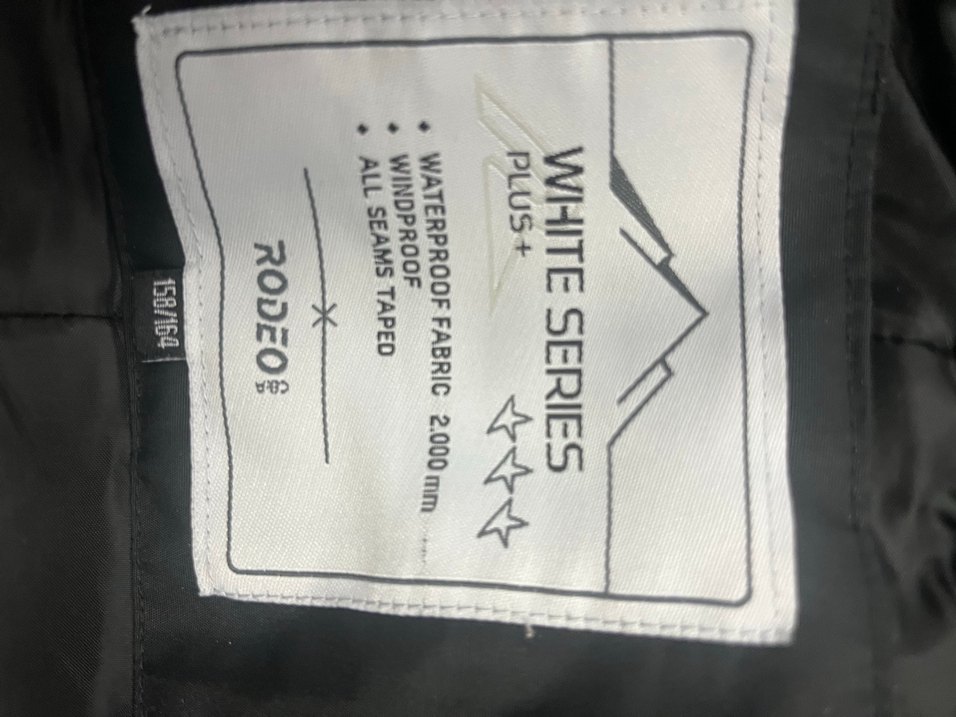 WHITE SERIES
PLUS+
• WATERPROOF FABRIC 2.000 mm
• WINDPROOF
• ALL SEAMS TAPED
RODEO
158/164